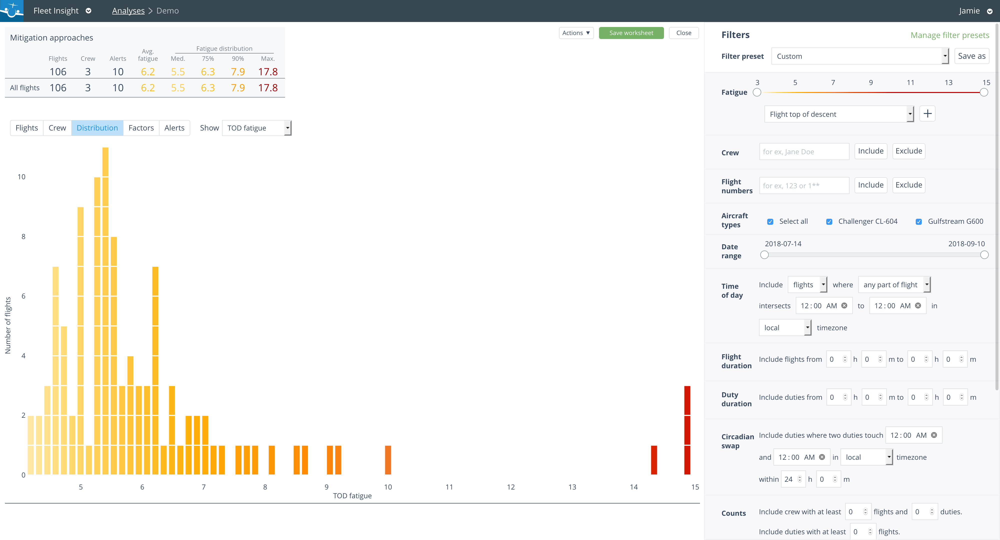 Fleet Insight Analyses > Demo Jamie
Mitigation approaches
Fatigue distribution
Flights Crew Alerts Avg. fatigue Med. 75% 90% Max.
106 3 10 6.2 5.5 6.3 7.9 17.8
All flights 106 3 10 6.2 5.5 6.3 7.9 17.8
Actions ▼ Save worksheet Close
Flights Crew Distribution Factors Alerts Show TOD fatigue
10
8
6
4
2
0
Number of flights
5 6 7 8 9 10 11 12 13 14 15
TOD fatigue
Filters Manage filter presets
Filter preset Custom Save as
3 5 7 9 11 13 15
Fatigue
Flight top of descent +
Crew for ex, Jane Doe Include Exclude
Flight
numbers for ex, 123 or 1** Include Exclude
Aircraft
types Select all Challenger CL-604 Gulfstream G600
Date
range 2018-07-14 2018-09-10
Time
of day Include flights where any part of flight
intersects 12:00 AM to 12:00 AM in
local timezone
Flight
duration Include flights from 0 h 0 m to 0 h 0 m
Duty
duration Include duties from 0 h 0 m to 0 h 0 m
Circadian
swap Include duties where two duties touch 12:00 AM
and 12:00 AM in local timezone
within 24 h 0 m
Counts Include crew with at least 0 flights and 0 duties.
Include duties with at least 0 flights.